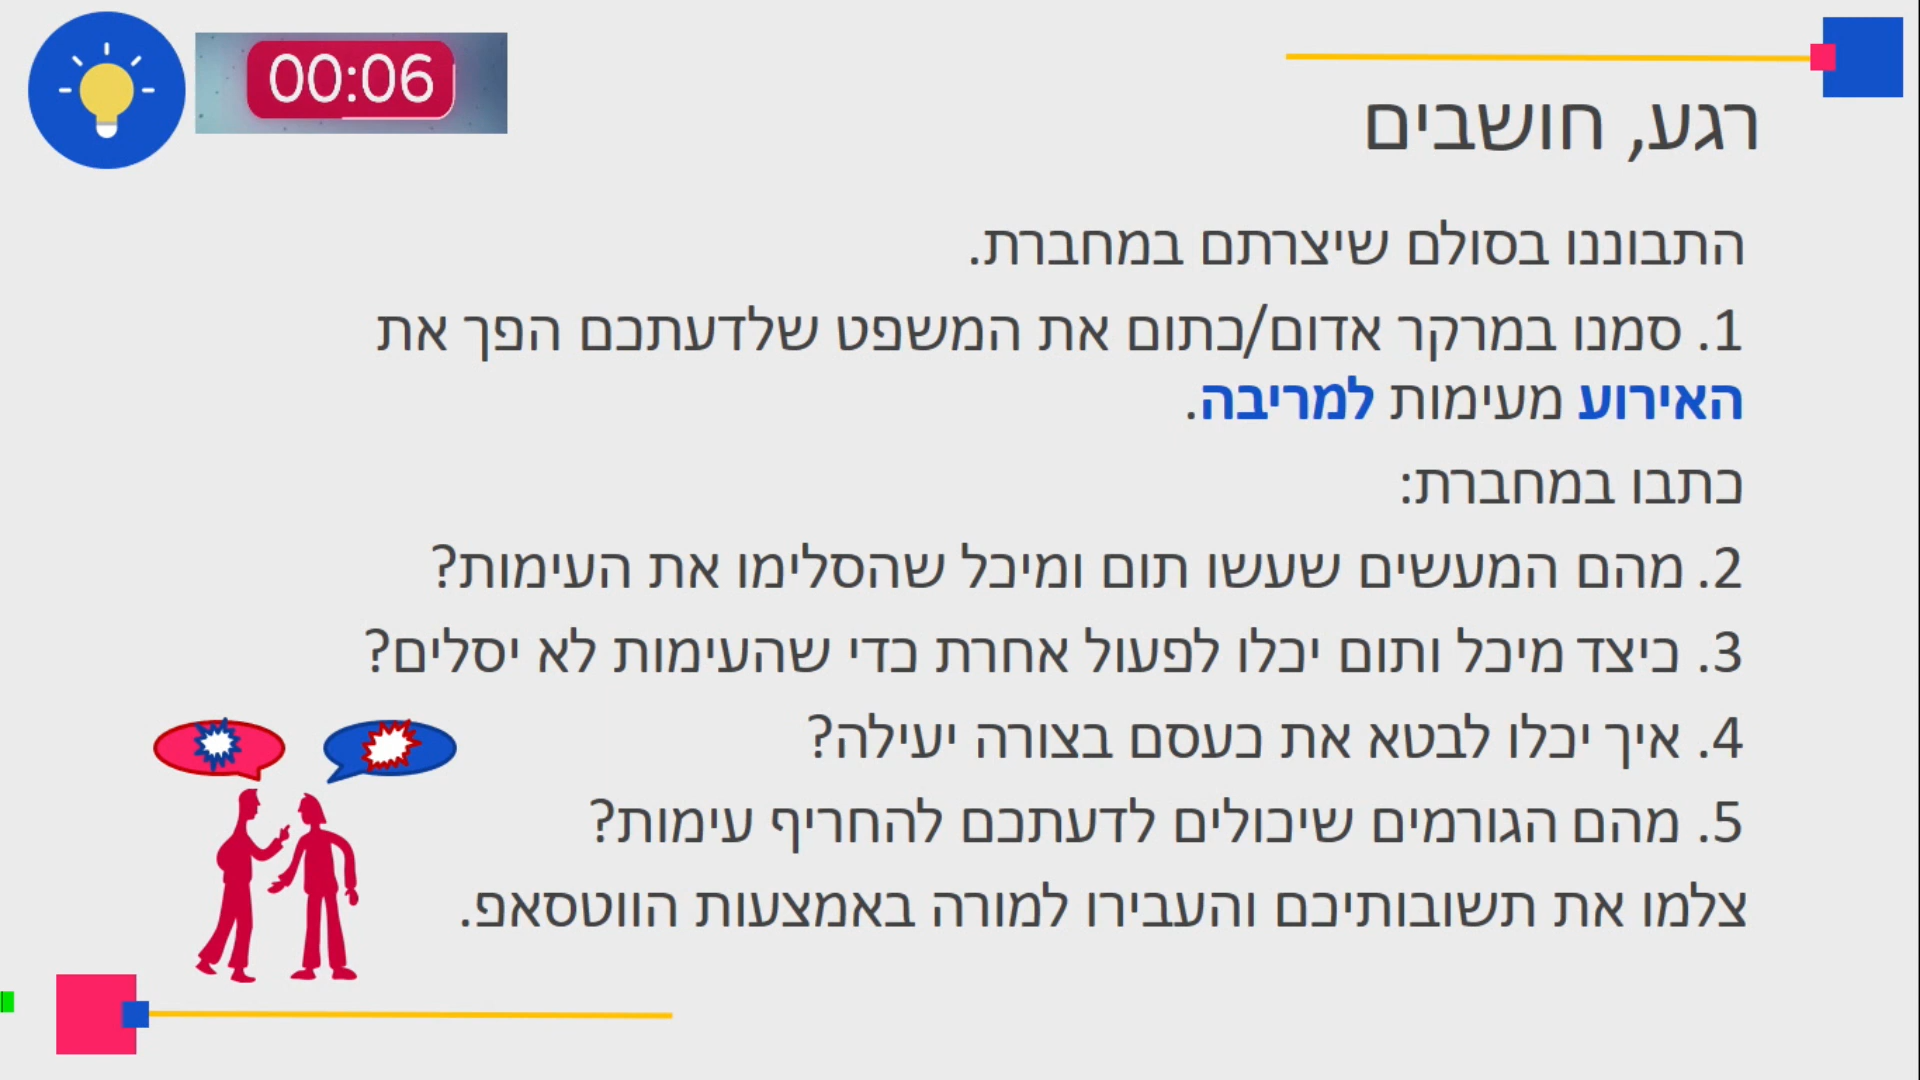 00:06
רגע, חושבים
התבוננו בסולם שיצרתם במחברת.
1. סמנו במרקר אדום/כתום את המשפט שלדעתכם הפך את
האירוע מעימות למריבה.
כתבו במחברת:
2. מהם המעשים שעשו תום ומיכל שהסלימו את העימות?
3. כיצד מיכל ותום יכלו לפעול אחרת כדי שהעימות לא יסלים?
4. איך יכלו לבטא את כעסם בצורה יעילה?
5. מהם הגורמים שיכולים לדעתכם להחריף עימות?
צלמו את תשובותיכם והעבירו למורה באמצעות הווטסאפ.